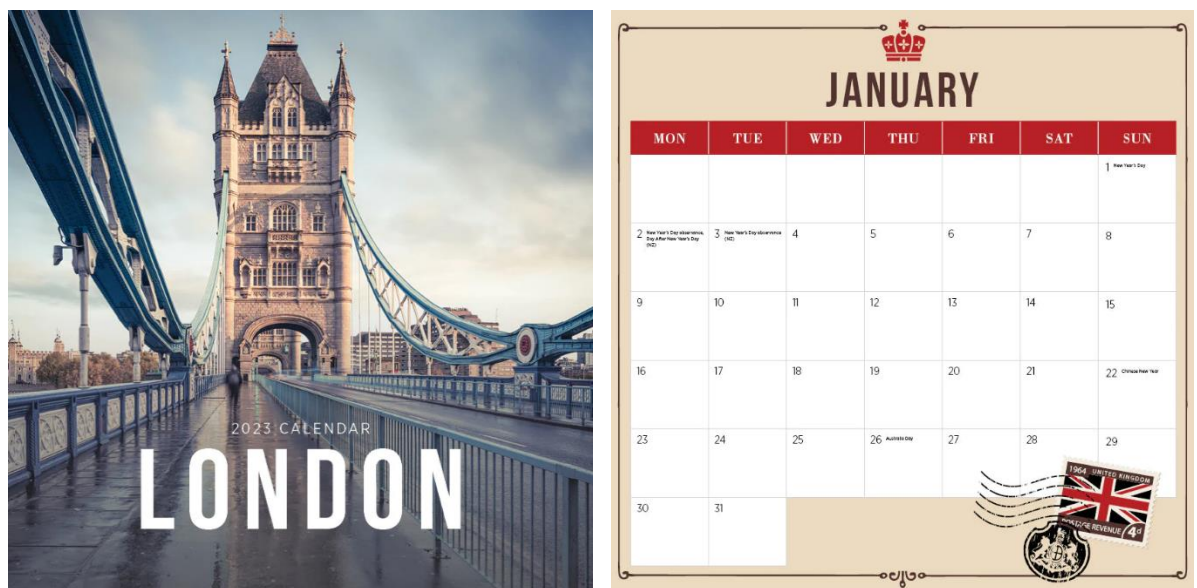 2023 CALENDAR
LONDON
JANUARY
MON TUE WED THU FRI SAT SUN
1 New Year's Day
2 New Year's Day observance,
Day After New Year's Day
(NZ)
3 New Year's Day observance
(NZ)
4 5 6 7 8
9 10 11 12 13 14 15
16 17 18 19 20 21 22 Chinese New Year
23 24 25 26 Australia Day 27 28 29
30 31
1964 UNITED KINGDOM
POSTAGE REVENUE 4d